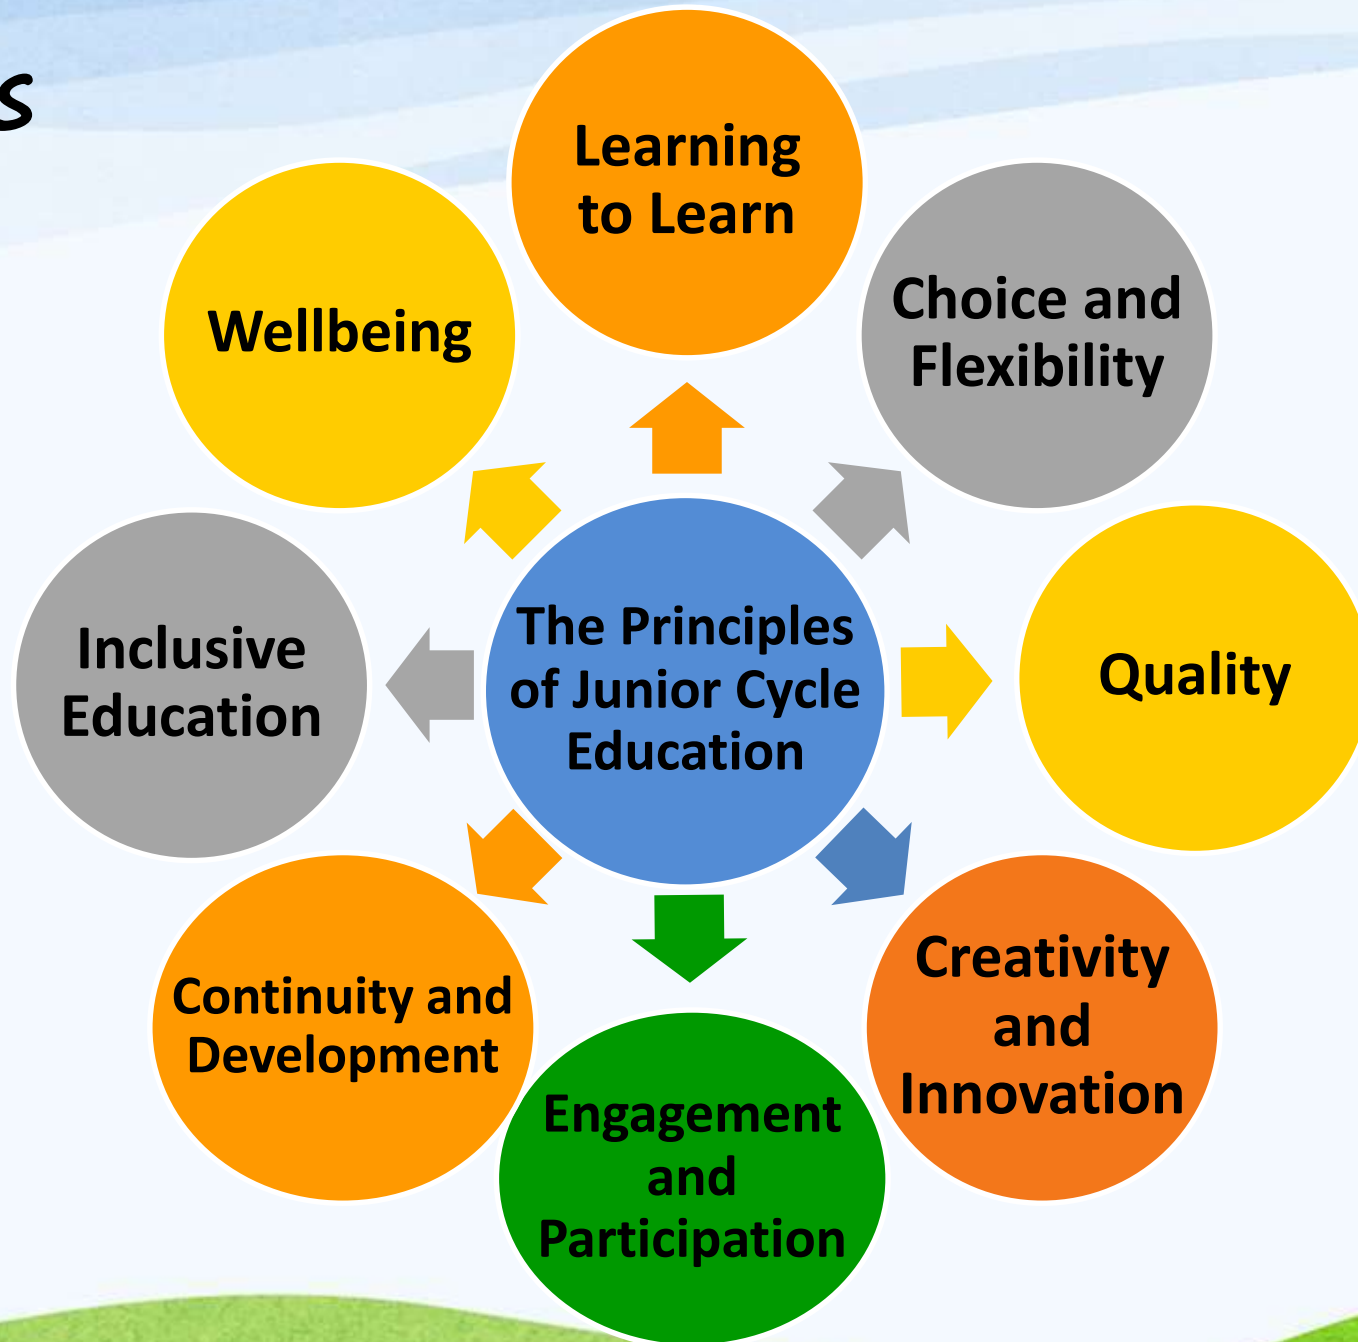 s
Learning
to Learn
Choice and
Flexibility
Wellbeing
The Principles
of Junior Cycle
Education
Quality
Inclusive
Education
Creativity
and
Innovation
Continuity and
Development
Engagement
and
Participation